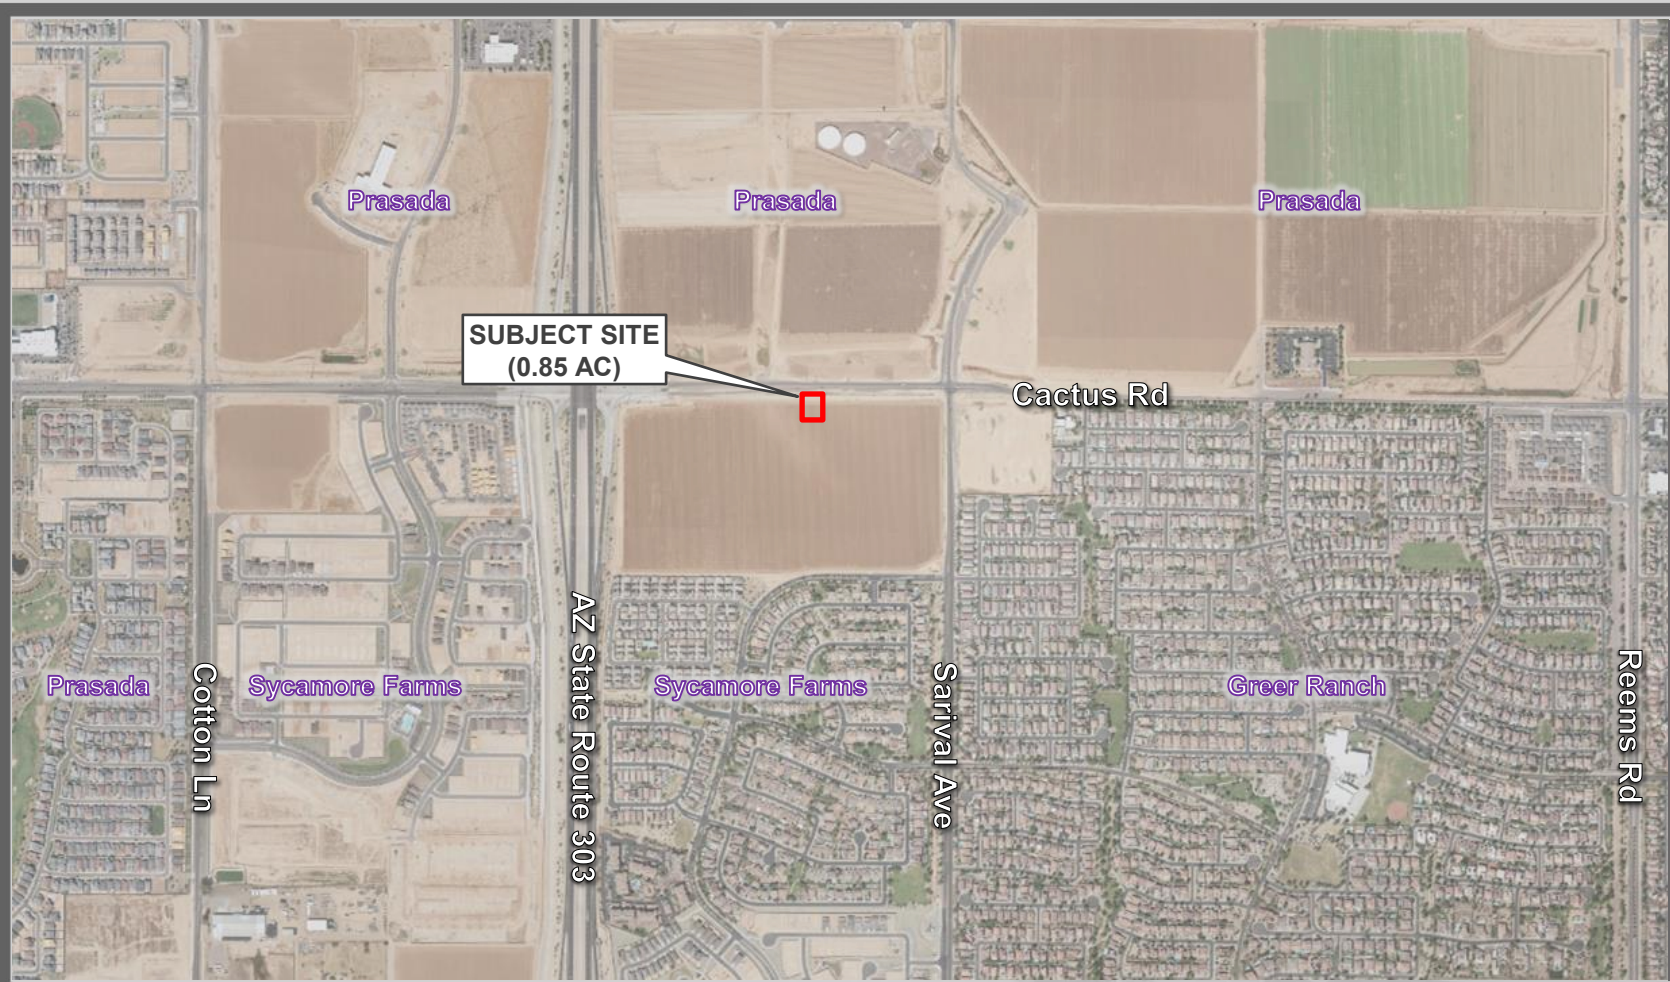 Prasada
Prasada
Prasada
SUBJECT SITE
(0.85 AC)
Cactus Rd
Prasada
Cotton Ln
Sycamore Farms
AZ State Route 303
Sycamore Farms
Sarival Ave
Greer Ranch
Reems Rd